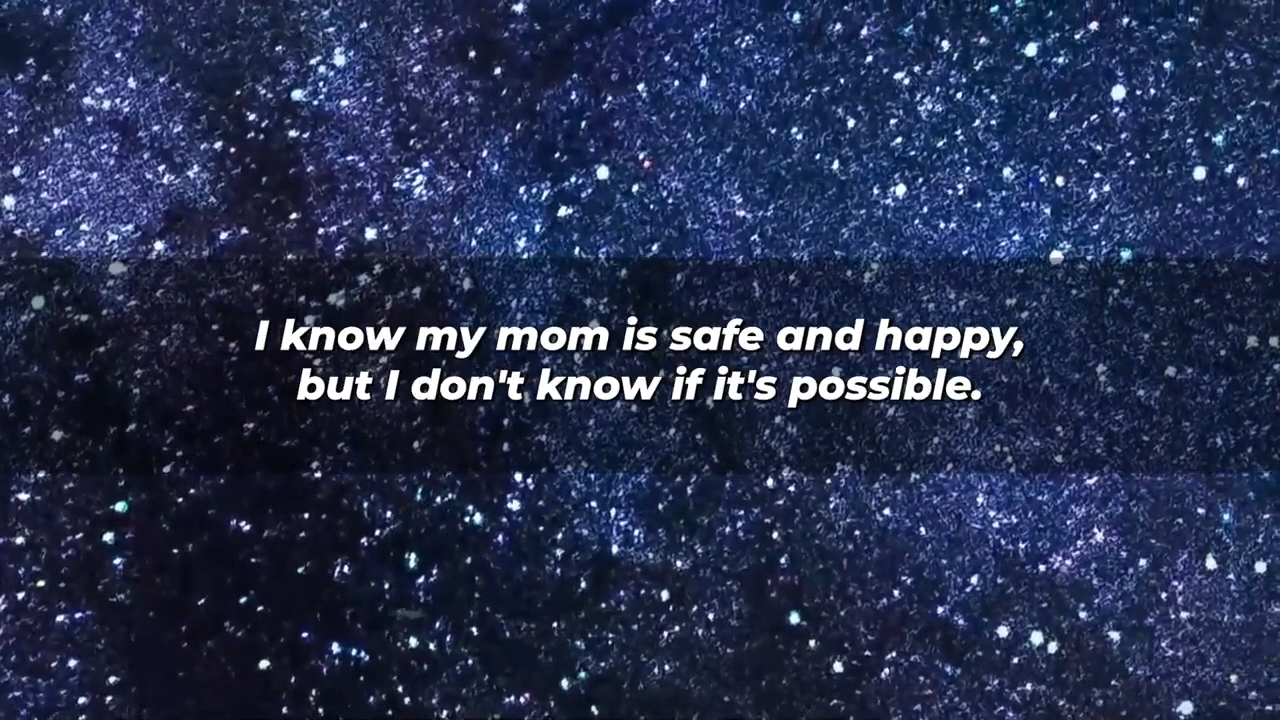 I know my mom is safe and happy,
but I don't know if it's possible.